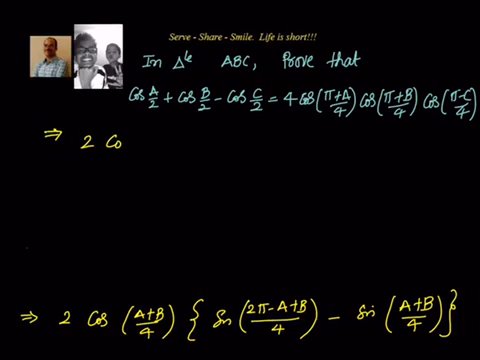 Serve - Share - Smile. Life is short!!!
In Δle ABC, Prove that
Cos A/2 + Cos B/2 - Cos C/2 = 4 Cos(π+A/4) Cos(π+B/4) Cos(π-C/4)
⇒ 2 Co
⇒ 2 Cos (A+B/4) { Sin(2π-A+B/4) - Sin(A+B/4) }